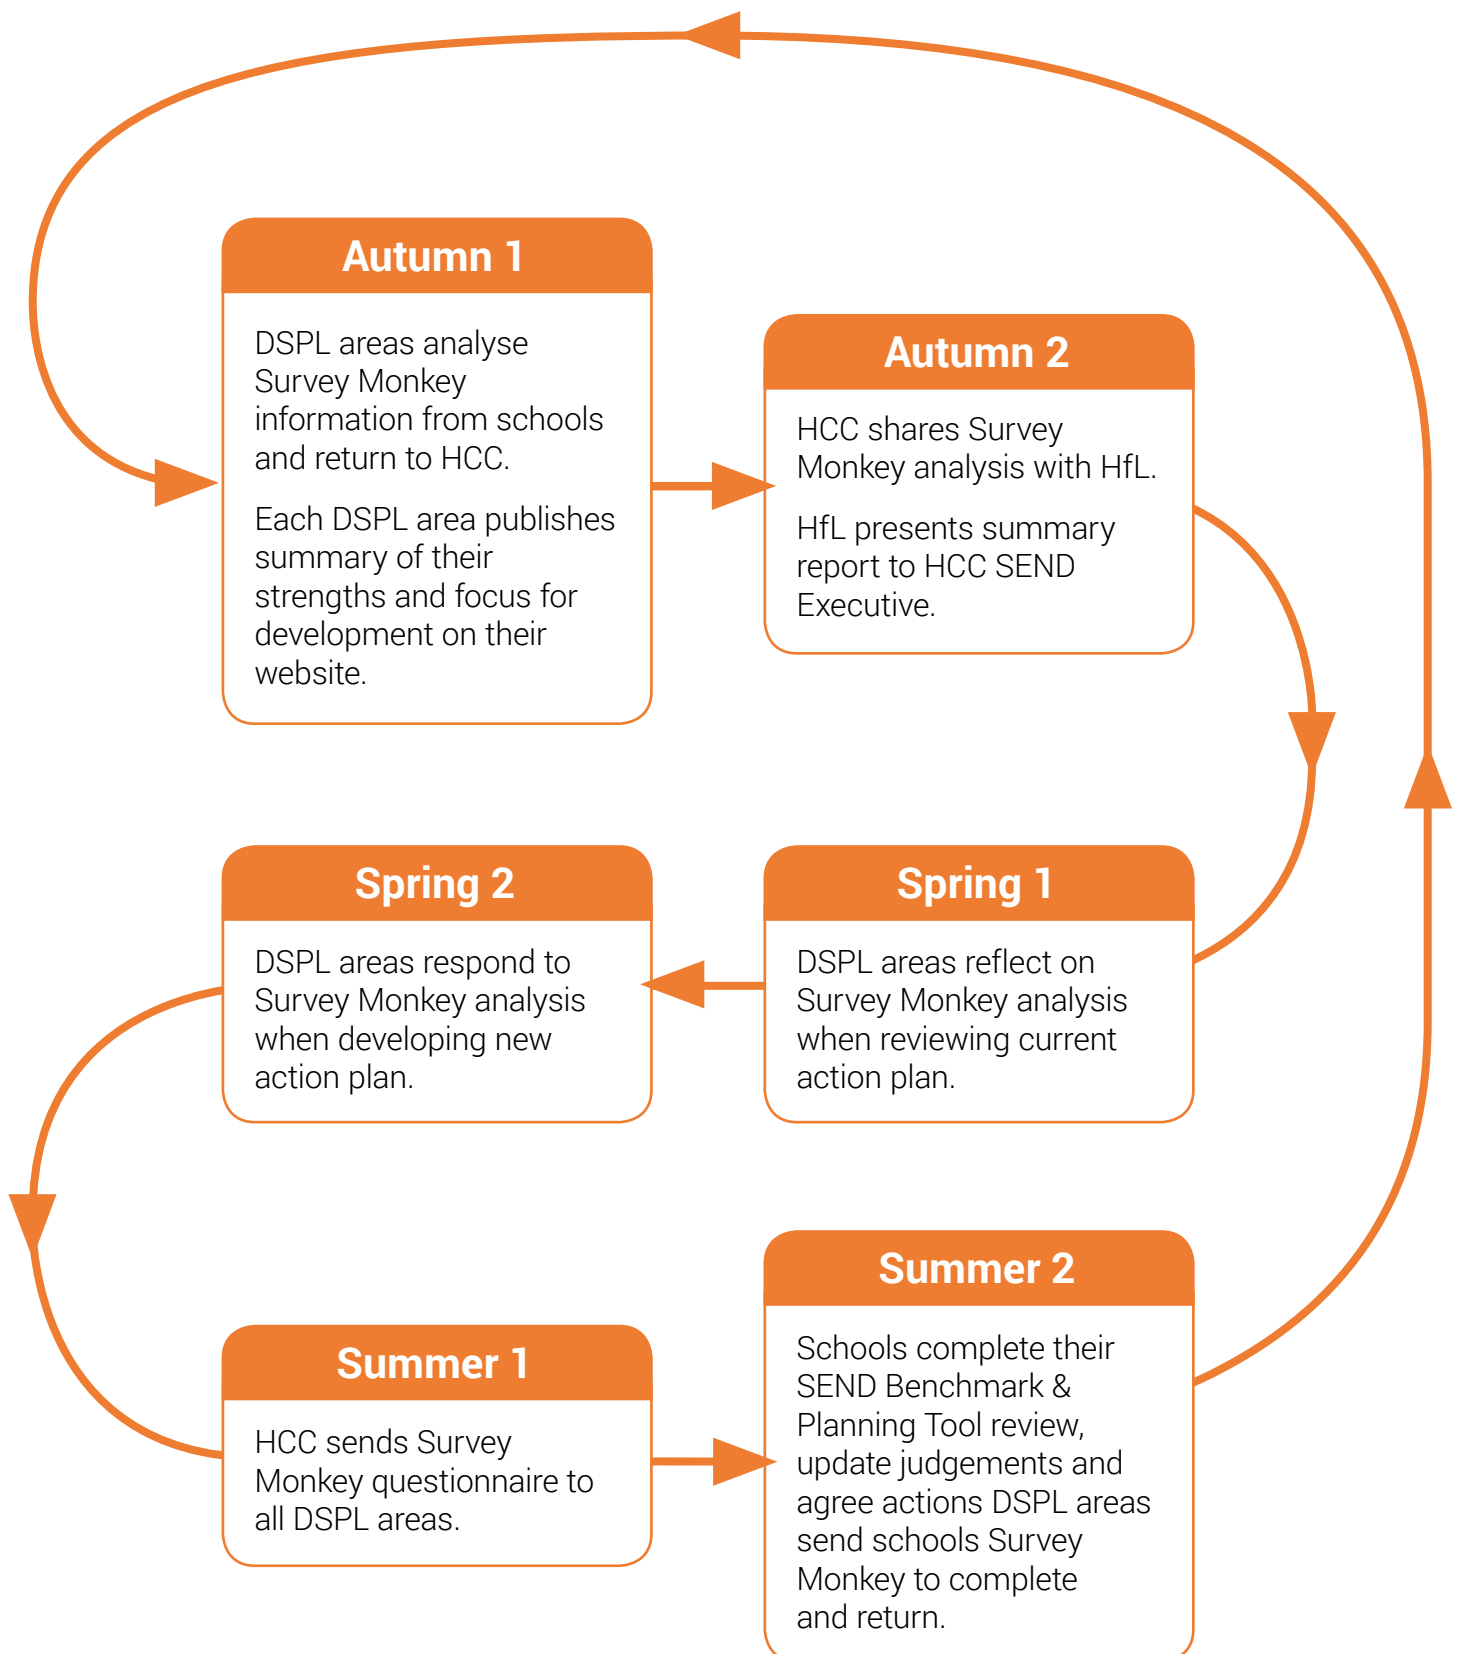 Autumn 1
DSPL areas analyse
Survey Monkey
information from schools
and return to HCC.
Each DSPL area publishes
summary of their
strengths and focus for
development on their
website.
Autumn 2
HCC shares Survey
Monkey analysis with HfL.
HfL presents summary
report to HCC SEND
Executive.
Spring 1
DSPL areas reflect on
Survey Monkey analysis
when reviewing current
action plan.
Spring 2
DSPL areas respond to
Survey Monkey analysis
when developing new
action plan.
Summer 1
HCC sends Survey
Monkey questionnaire to
all DSPL areas.
Summer 2
Schools complete their
SEND Benchmark &
Planning Tool review,
update judgements and
agree actions DSPL areas
send schools Survey
Monkey to complete
and return.